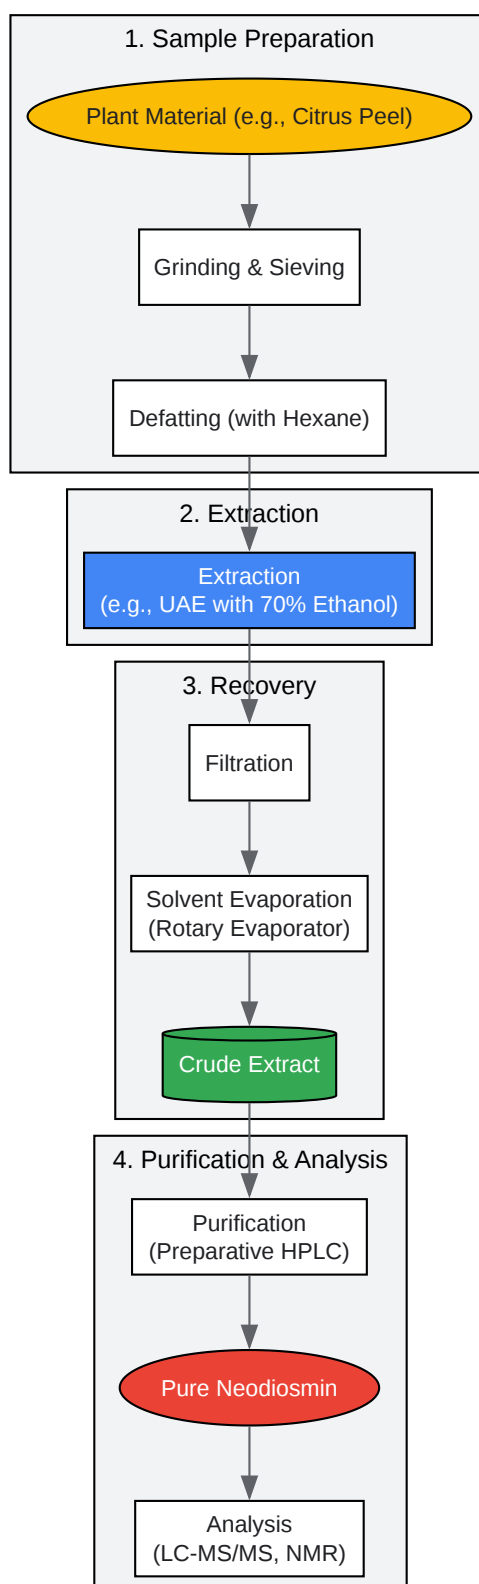 1. Sample Preparation
Plant Material (e.g., Citrus Peel)
Grinding & Sieving
Defatting (with Hexane)
2. Extraction
Extraction
(e.g., UAE with 70% Ethanol)
3. Recovery
Filtration
Solvent Evaporation
(Rotary Evaporator)
Crude Extract
4. Purification & Analysis
Purification
(Preparative HPLC)
Pure Neodiosmin
Analysis
(LC-MS/MS, NMR)